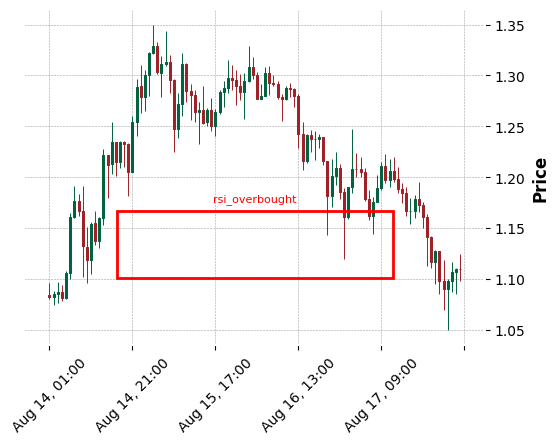 1.35
1.30
1.25
1.20
rsi_overbought
1.15
1.10
1.05
Price
Aug 14, 01:00
Aug 14, 21:00
Aug 15, 17:00
Aug 16, 13:00
Aug 17, 09:00